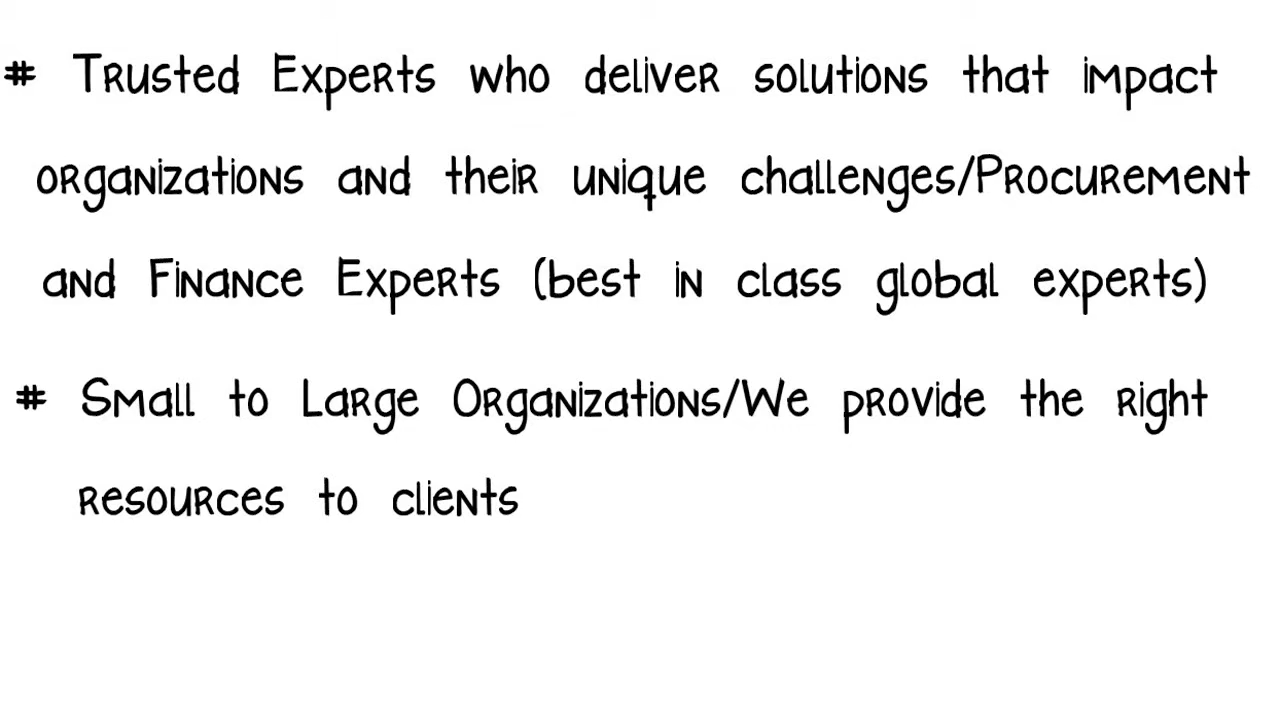 # Trusted Experts who deliver solutions that impact
organizations and their unique challenges/Procurement
and Finance Experts (best in class global experts)
# Small to Large Organizations/We provide the right
resources to clients